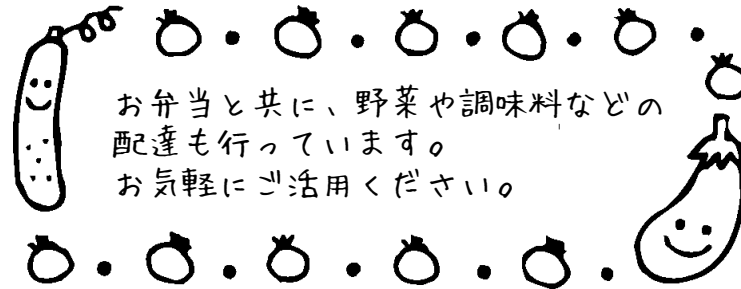 お弁当と共に、野菜や調味料などの
配達も行っています。
お気軽にご活用ください。